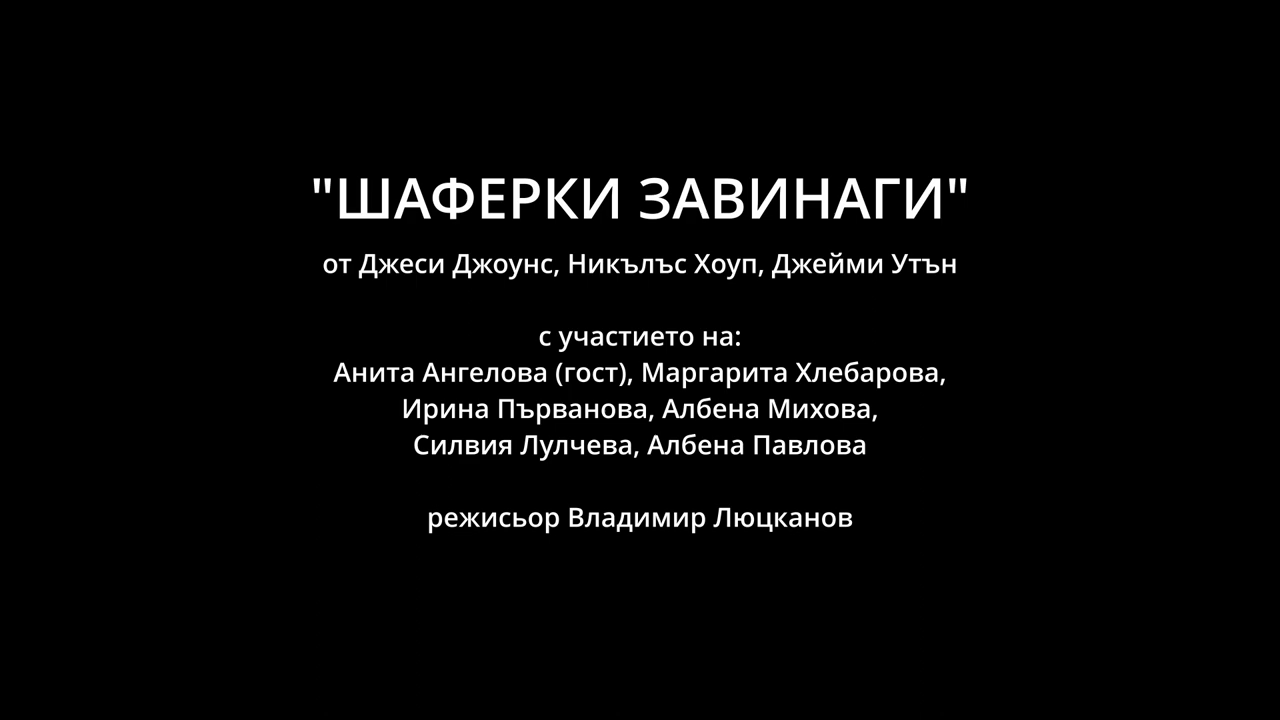 "ШАФЕРКИ ЗАВИНАГИ"
от Джеси Джоунс, Никълъс Хоуп, Джейми Утън
с участието на:
Анита Ангелова (гост), Маргарита Хлебарова,
Ирина Първанова, Албена Михова,
Силвия Лулчева, Албена Павлова
режисьор Владимир Люцканов